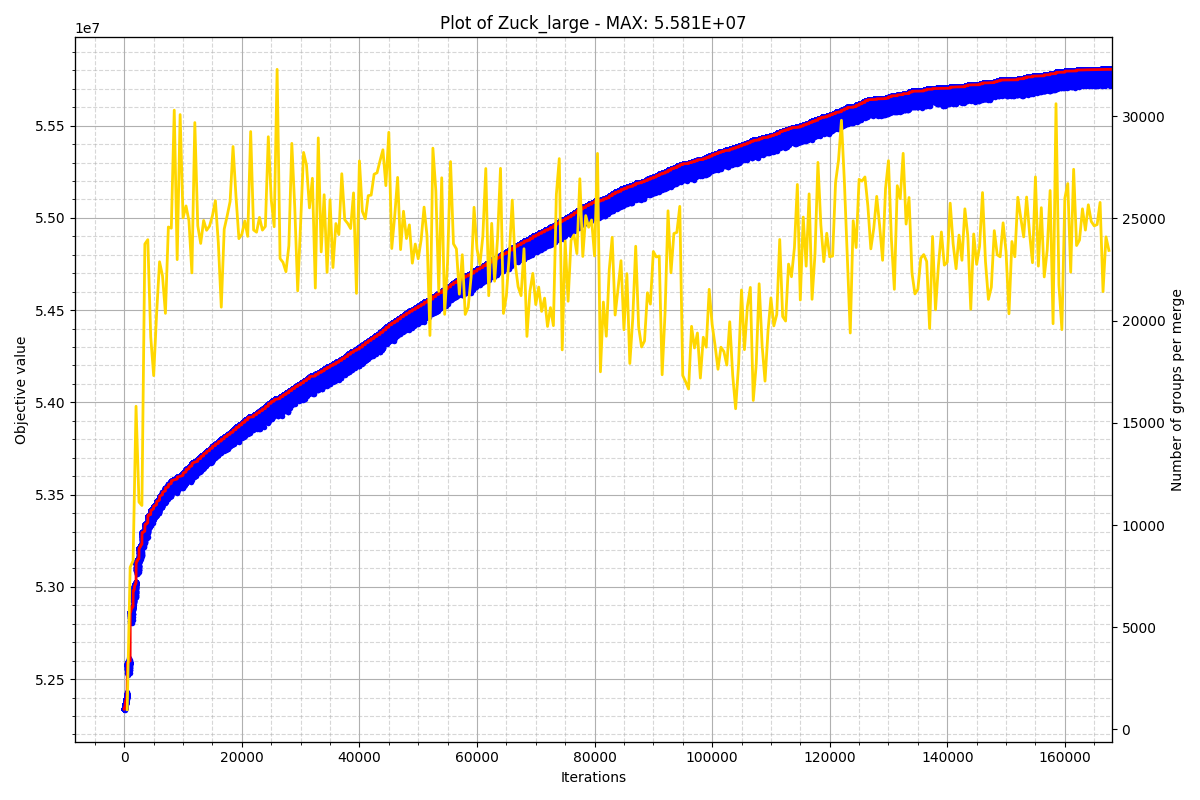 Plot of Zuck_large - MAX: 5.581E+07
1e7
5.55
5.50
5.45
5.40
5.35
5.30
5.25
Objective value
30000
25000
20000
15000
10000
5000
0
Number of groups per merge
0 20000 40000 60000 80000 100000 120000 140000 160000
Iterations